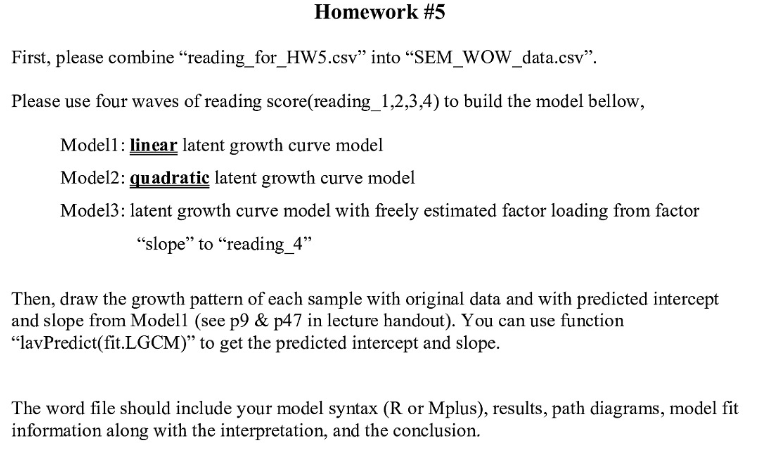 Homework #5
First, please combine “reading_for_HW5.csv” into “SEM_WOW_data.csv”.
Please use four waves of reading score(reading_1,2,3,4) to build the model bellow,
Model1: linear latent growth curve model
Model2: quadratic latent growth curve model
Model3: latent growth curve model with freely estimated factor loading from factor
“slope” to “reading_4”
Then, draw the growth pattern of each sample with original data and with predicted intercept
and slope from Model1 (see p9 & p47 in lecture handout). You can use function
“lavPredict(fit.LGCM)” to get the predicted intercept and slope.
The word file should include your model syntax (R or Mplus), results, path diagrams, model fit
information along with the interpretation, and the conclusion.